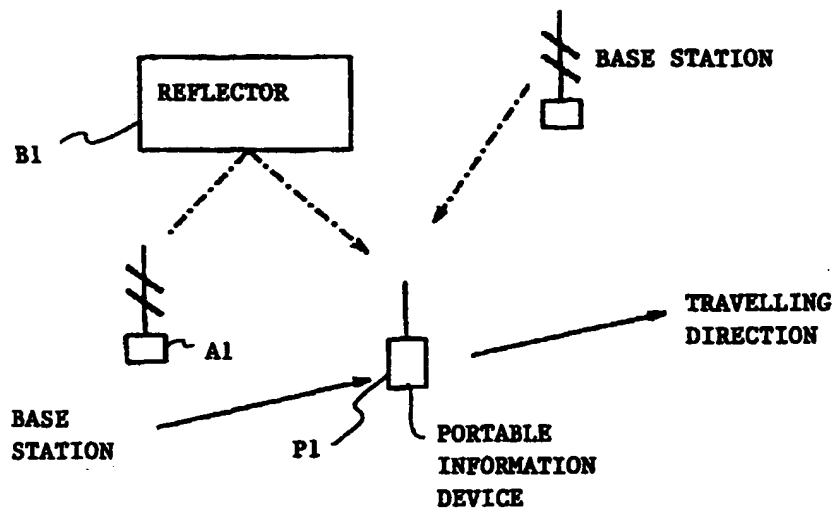 BASE STATION
REFLECTOR
B1
A1
TRAVELLING
DIRECTION
BASE
STATION
P1
PORTABLE
INFORMATION
DEVICE